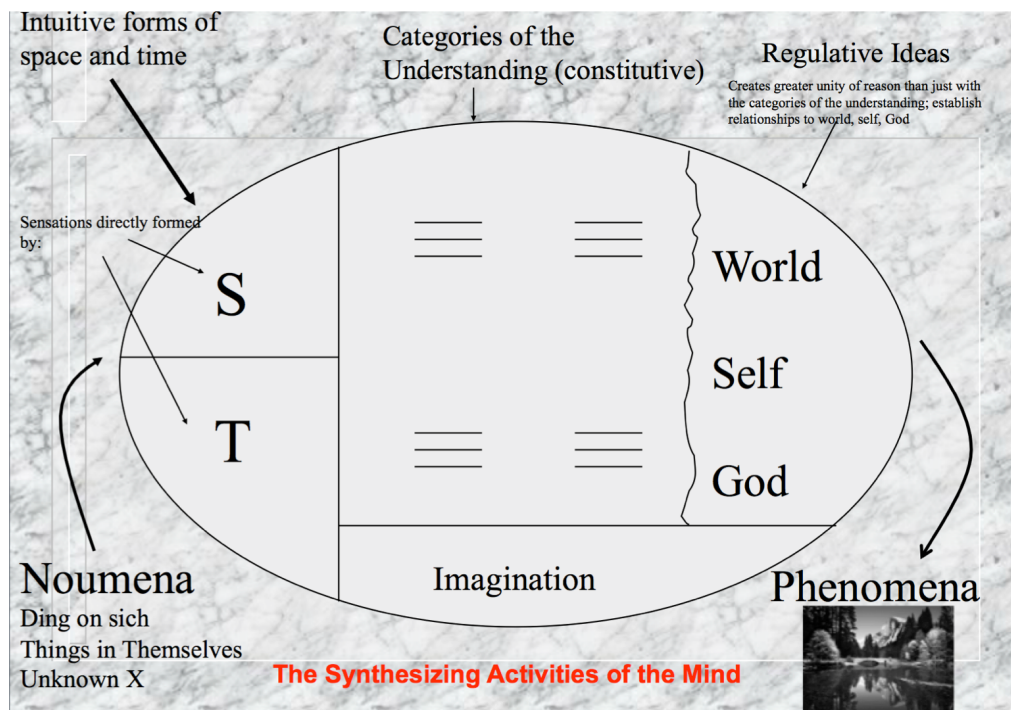 Intuitive forms of
space and time
Categories of the
Understanding (constitutive)
Regulative Ideas
Creates greater unity of reason than just with
the categories of the understanding; establish
relationships to world, self, God
Sensations directly formed
by:
S
T
World
Self
God
Imagination
Noumena
Ding on sich
Things in Themselves
Unknown X
Phenomena
The Synthesizing Activities of the Mind